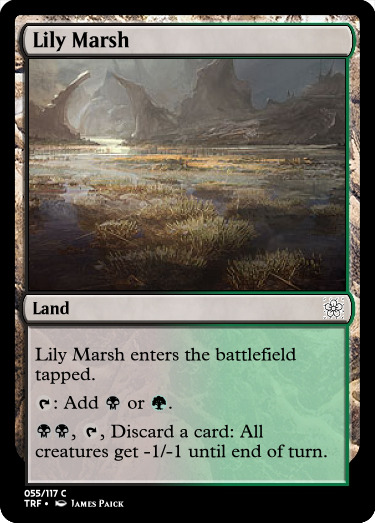 Lily Marsh
Land
Lily Marsh enters the battlefield
tapped.
: Add or .
, , Discard a card: All
creatures get -1/-1 until end of turn.
055/117 C
TRF • James Paick